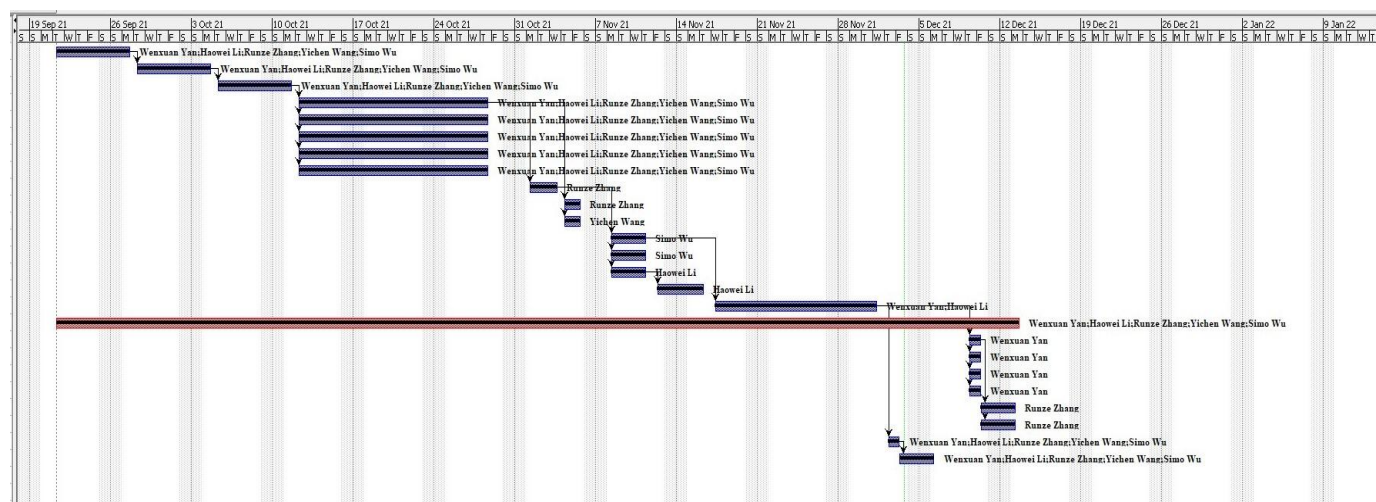 19 Sep 21 26 Sep 21 3 Oct 21 10 Oct 21 17 Oct 21 24 Oct 21 31 Oct 21 7 Nov 21 14 Nov 21 21 Nov 21 28 Nov 21 5 Dec 21 12 Dec 21 19 Dec 21 26 Dec 21 2 Jan 22 9 Jan 22
S S M T W T F S S M T W T F S S M T W T F S S M T W T F S S M T W T F S S M T W T F S S M T W T F S S M T W T F S S M T W T F S S M T W T F S S M T W T F S S M T W T F S S M T W T F S S M T W T F S S M T W T F S S M T W T F S S M T W T
Wenxuan Yan;Haowei Li;Runze Zhang;Yichen Wang;Simo Wu
Wenxuan Yan;Haowei Li;Runze Zhang;Yichen Wang;Simo Wu
Wenxuan Yan;Haowei Li;Runze Zhang;Yichen Wang;Simo Wu
Wenxuan Yan;Haowei Li;Runze Zhang;Yichen Wang;Simo Wu
Wenxuan Yan;Haowei Li;Runze Zhang;Yichen Wang;Simo Wu
Wenxuan Yan;Haowei Li;Runze Zhang;Yichen Wang;Simo Wu
Wenxuan Yan;Haowei Li;Runze Zhang;Yichen Wang;Simo Wu
Wenxuan Yan;Haowei Li;Runze Zhang;Yichen Wang;Simo Wu
Runze Zhang
Runze Zhang
Yichen Wang
Simo Wu
Simo Wu
Haowei Li
Haowei Li
Wenxuan Yan;Haowei Li
Wenxuan Yan;Haowei Li;Runze Zhang;Yichen Wang;Simo Wu
Wenxuan Yan
Wenxuan Yan
Wenxuan Yan
Wenxuan Yan
Runze Zhang
Runze Zhang
Wenxuan Yan;Haowei Li;Runze Zhang;Yichen Wang;Simo Wu
Wenxuan Yan;Haowei Li;Runze Zhang;Yichen Wang;Simo Wu